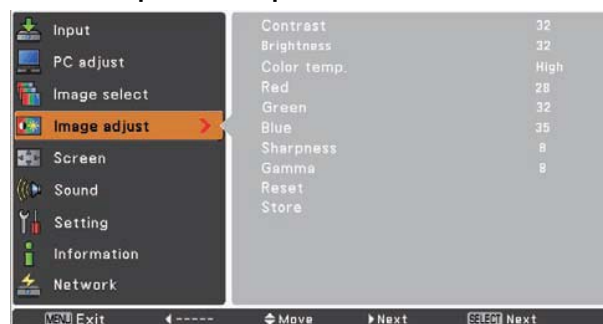 Input
PC adjust
Image select
Image adjust
Screen
Sound
Setting
Information
Network
Contrast 32
Brightness 32
Color temp. High
Red 28
Green 32
Blue 35
Sharpness 8
Gamma 8
Reset
Store
MENU Exit ----- Move Next SELECT Next